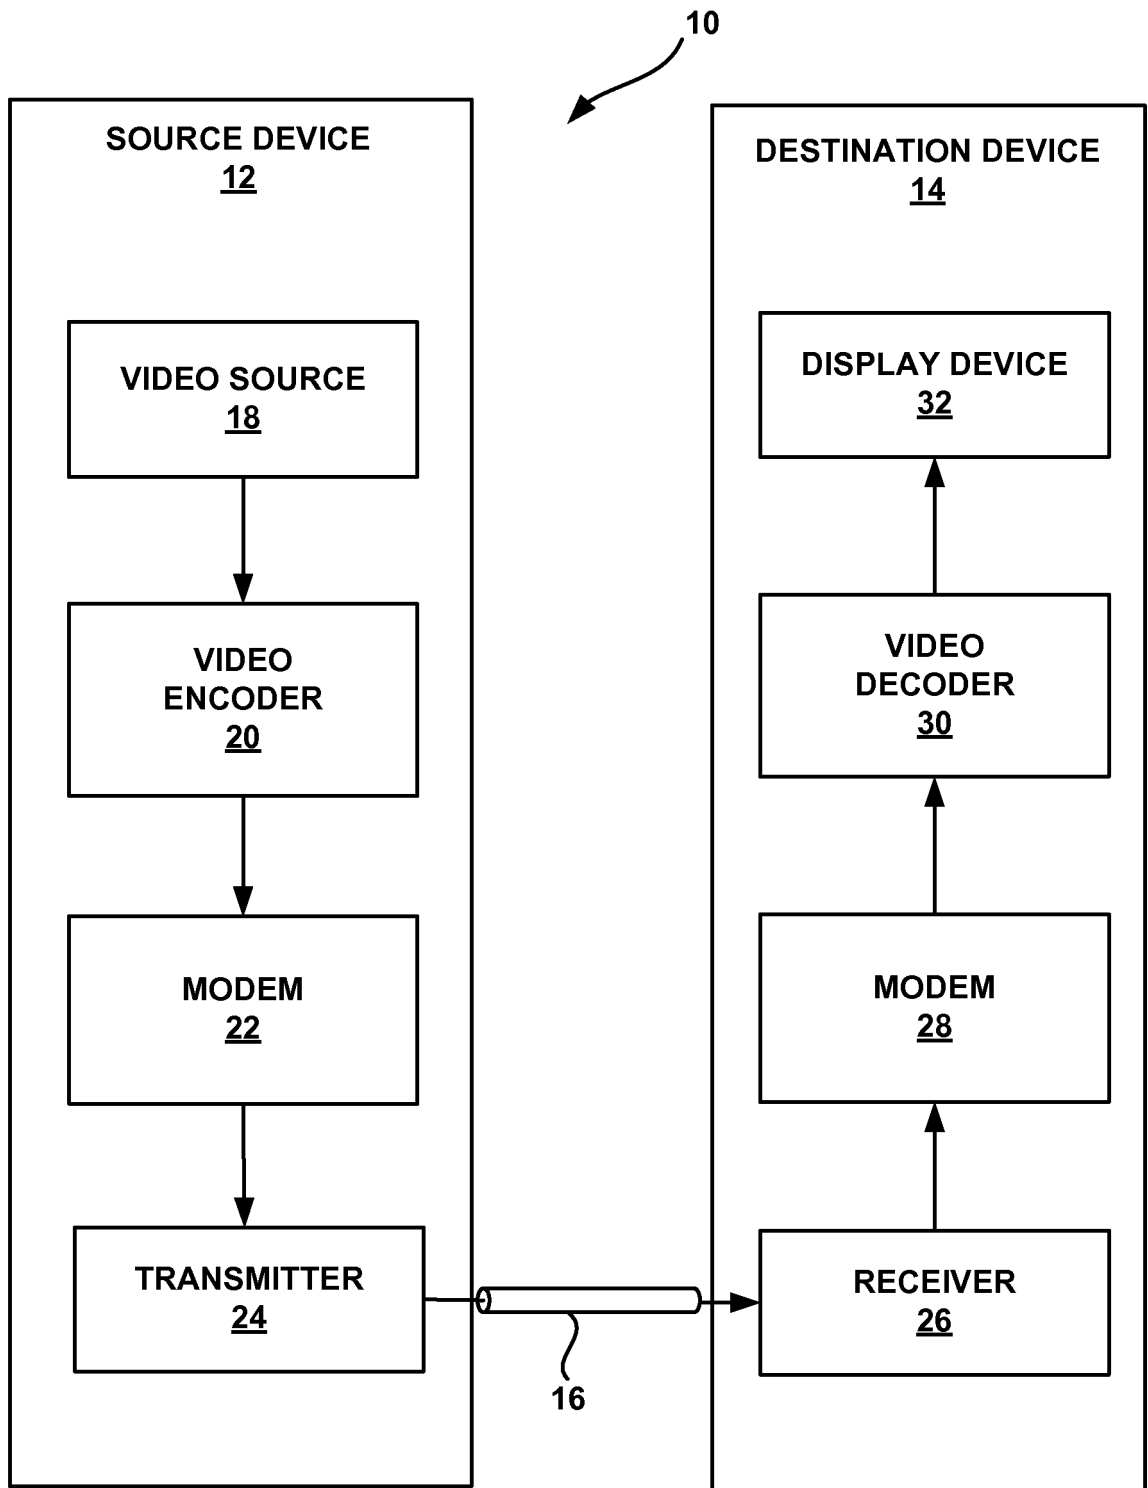 10
SOURCE DEVICE
12
VIDEO SOURCE
18
VIDEO
ENCODER
20
MODEM
22
TRANSMITTER
24
16
DESTINATION DEVICE
14
DISPLAY DEVICE
32
VIDEO
DECODER
30
MODEM
28
RECEIVER
26